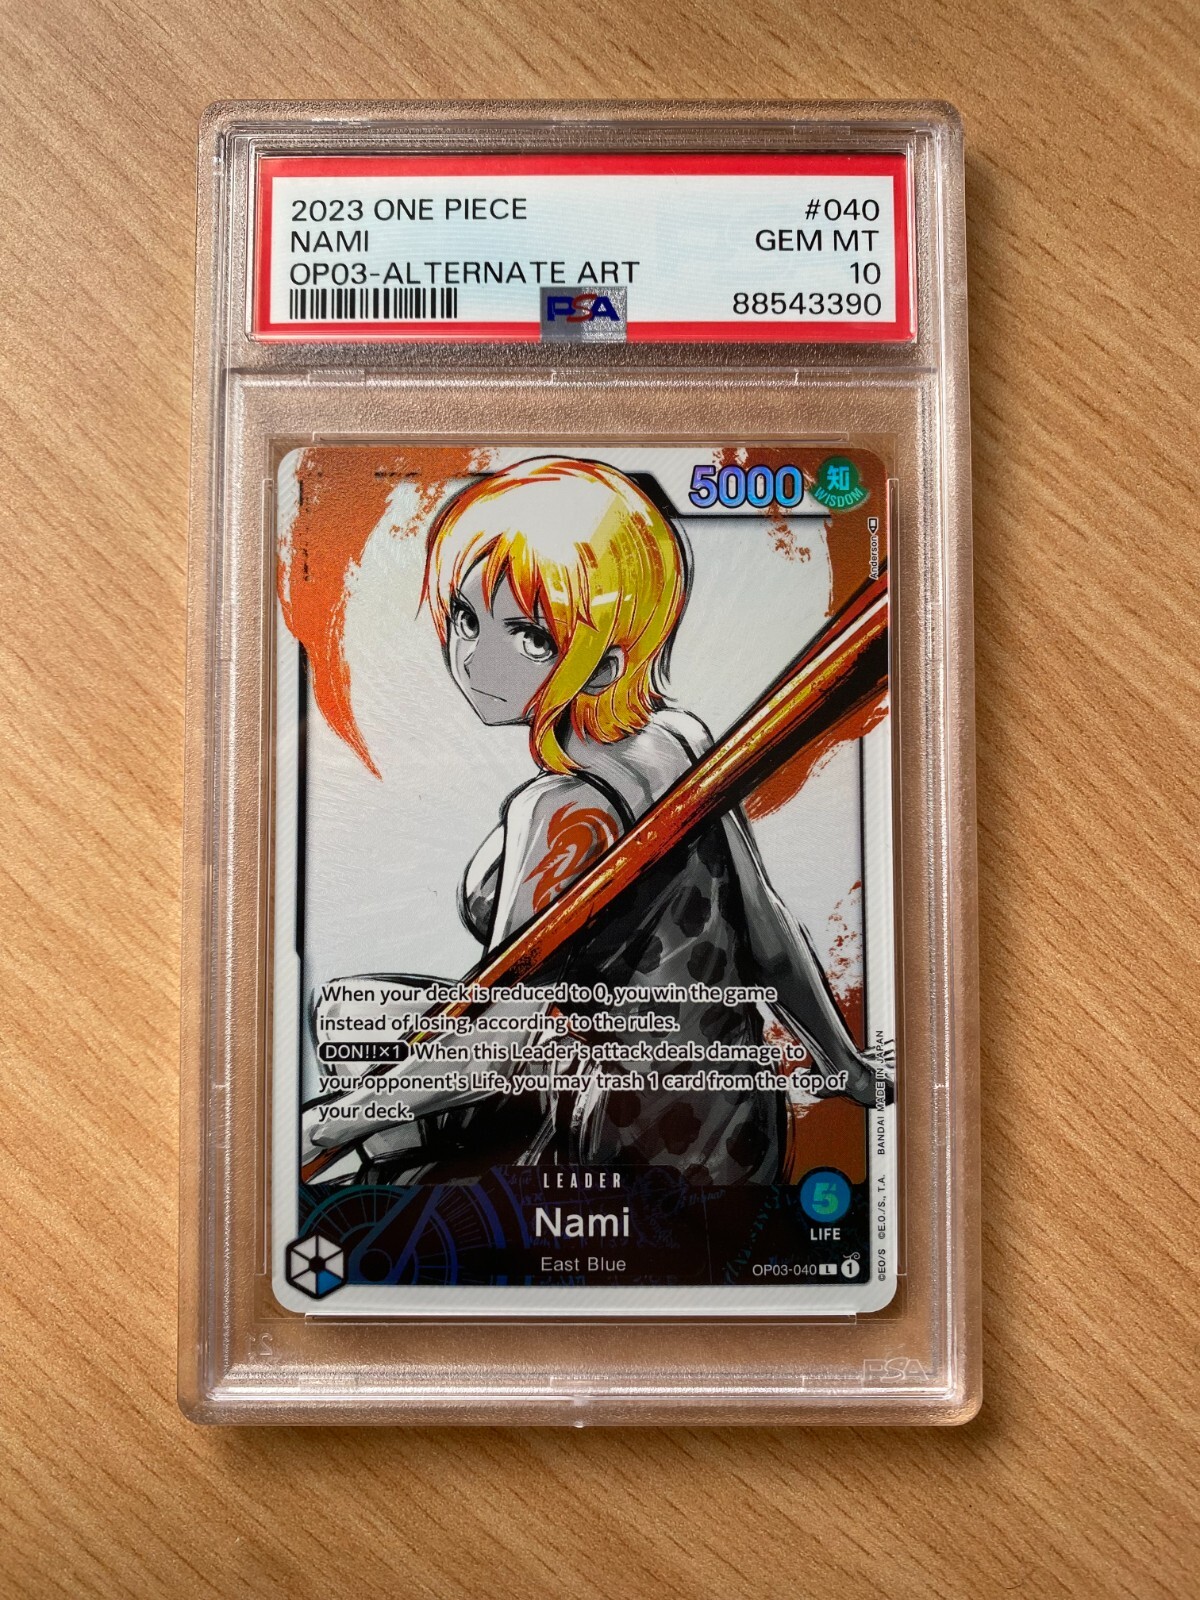 2023 ONE PIECE #040
NAMI GEM MT
OP03-ALTERNATE ART 10
PSA 88543390
5000 知
WISDOM
Anderson
When your deck is reduced to 0, you win the game
instead of losing, according to the rules.
DON!!×1 When this Leader's attack deals damage to
your opponent's Life, you may trash 1 card from the top of
your deck.
LEADER
Nami
East Blue
5
LIFE
OP03-040 L 1
©EO/S ©E.O./S., T.A. BANDAI MADE IN JAPAN
PSA